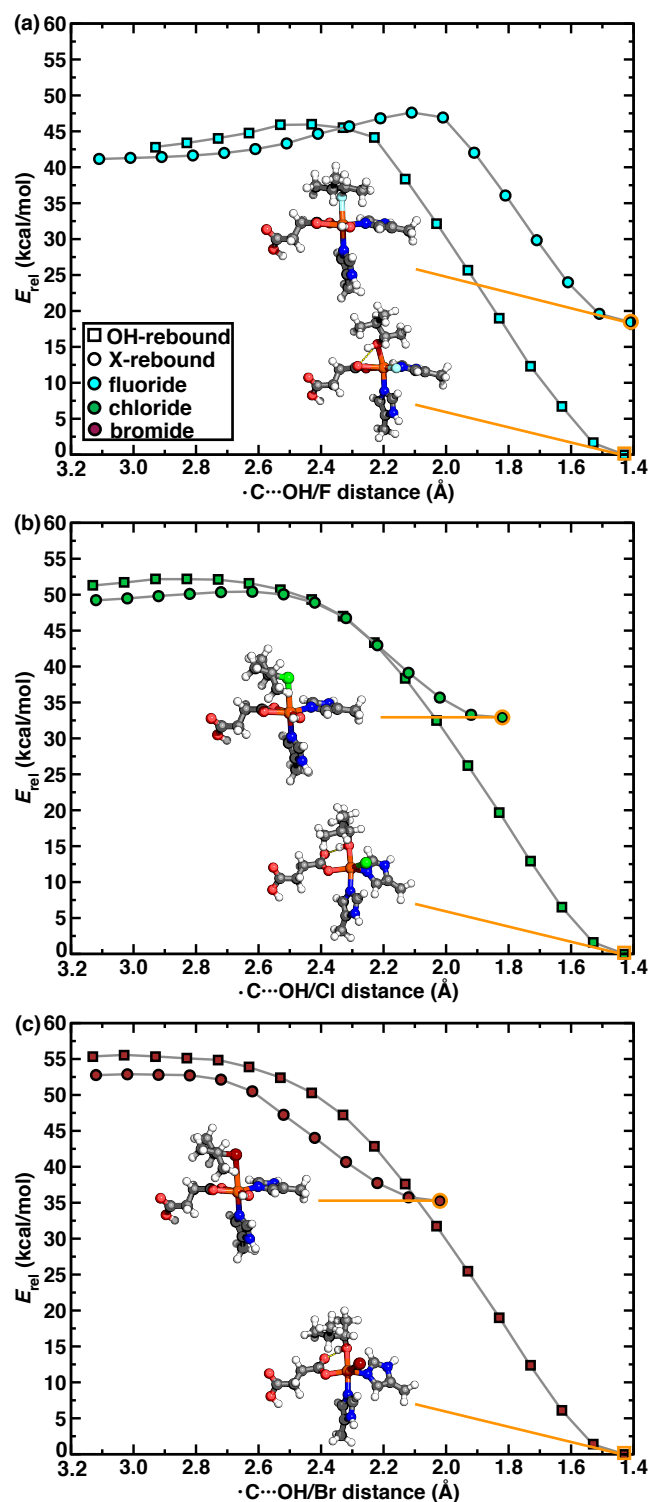 (a)
60
55
50
45
40
35
30
25
20
15
10
5
0
E_rel (kcal/mol)
OH-rebound
X-rebound
fluoride
chloride
bromide
3.2 3.0 2.8 2.6 2.4 2.2 2.0 1.8 1.6 1.4
·C···OH/F distance (Å)
(b)
60
55
50
45
40
35
30
25
20
15
10
5
0
E_rel (kcal/mol)
3.2 3.0 2.8 2.6 2.4 2.2 2.0 1.8 1.6 1.4
·C···OH/Cl distance (Å)
(c)
60
55
50
45
40
35
30
25
20
15
10
5
0
E_rel (kcal/mol)
3.2 3.0 2.8 2.6 2.4 2.2 2.0 1.8 1.6 1.4
·C···OH/Br distance (Å)